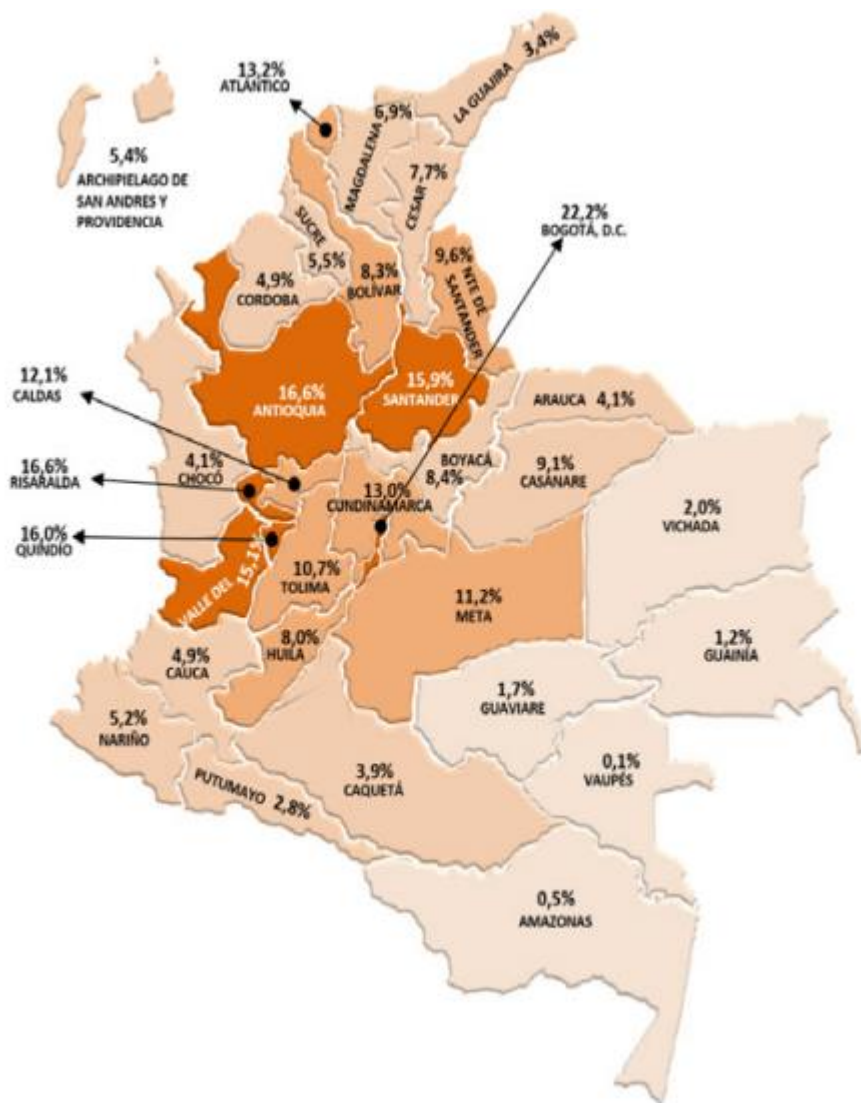 3,4%
LA GUAJIRA
13,2%
ATLÁNTICO
6,9%
MAGDALENA
5,4%
ARCHIPIELAGO DE
SAN ANDRES Y
PROVIDENCIA
7,7%
CESAR
22,2%
BOGOTÁ, D.C.
SUCRE
5,5%
8,3%
BOLÍVAR
9,6%
NTE DE
SANTANDER
4,9%
CORDOBA
12,1%
CALDAS
16,6%
ANTIOQUIA
15,9%
SANTANDER
ARAUCA 4,1%
16,6%
RISARALDA
4,1%
CHOCÓ
BOYACÁ
8,4%
9,1%
CASÁNARE
13,0%
CUNDINAMARCA
2,0%
VICHADA
16,0%
QUINDÍO
VALLE DEL
15,1%
10,7%
TOLIMA
11,2%
META
8,0%
HUILA
1,2%
GUAINÍA
4,9%
CAUCA
1,7%
GUAVIARE
5,2%
NARIÑO
0,1%
VAUPÉS
3,9%
CAQUETÁ
PUTUMAYO 2,8%
0,5%
AMAZONAS